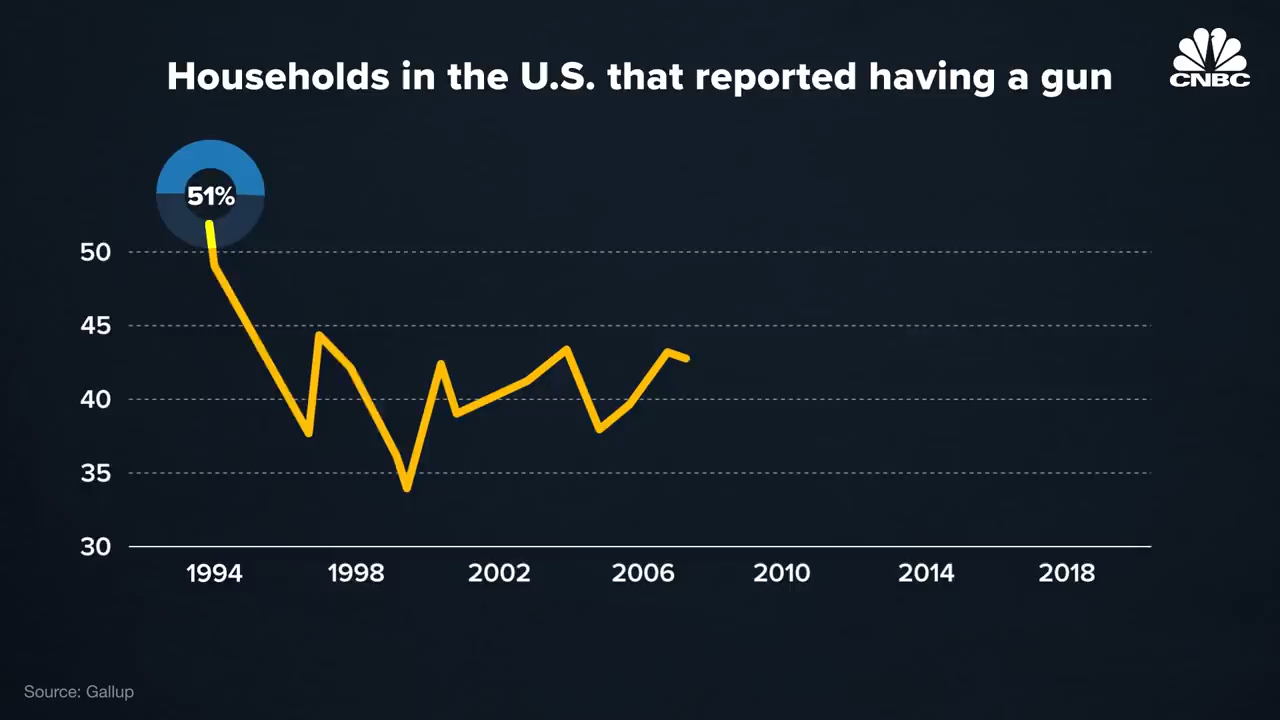 Households in the U.S. that reported having a gun
CNBC
51%
50
45
40
35
30
1994 1998 2002 2006 2010 2014 2018
Source: Gallup